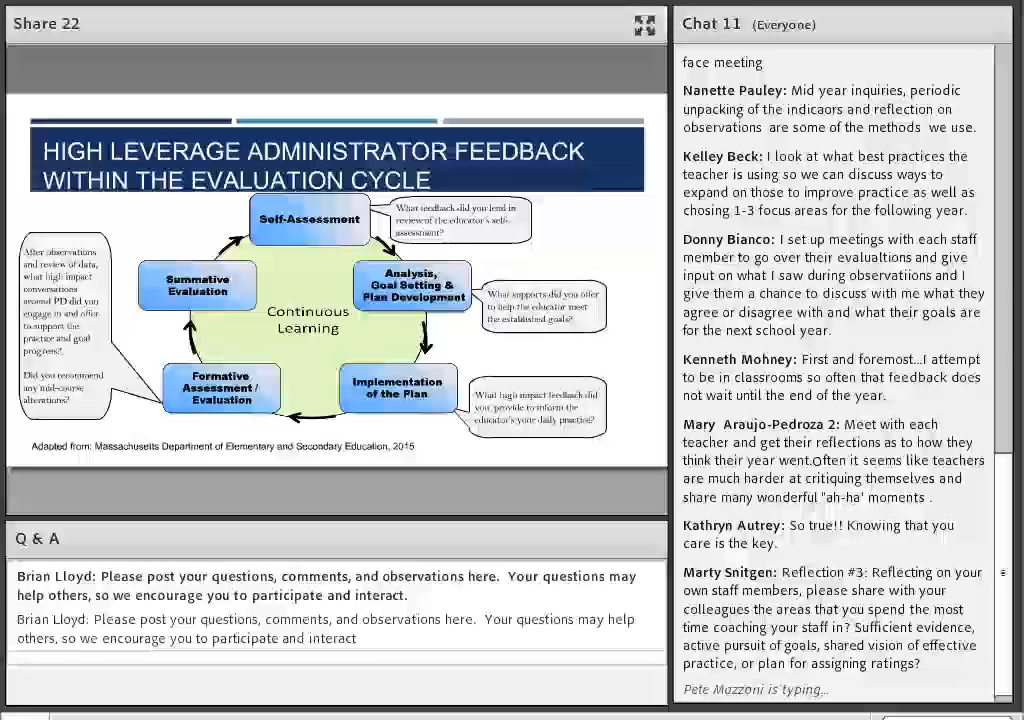 Share 22
HIGH LEVERAGE ADMINISTRATOR FEEDBACK
WITHIN THE EVALUATION CYCLE
Self-Assessment
What feedback did you lend in
review of the educator's self-
assessment?
After observations
and review of data,
what high impact
conversations
around PD did you
engage in and offer
to support the
practice and goal
progress?
Did you recommend
any mid-course
alterations?
Summative
Evaluation
Analysis,
Goal Setting &
Plan Development
What supports did you offer
to help the educator meet
the established goals?
Continuous
Learning
Formative
Assessment /
Evaluation
Implementation
of the Plan
What high impact feedback did
you provide to inform the
educator's your daily practice?
Adapted from: Massachusetts Department of Elementary and Secondary Education, 2015
Q & A
Brian Lloyd: Please post your questions, comments, and observations here. Your questions may
help others, so we encourage you to participate and interact.
Brian Lloyd: Please post your questions, comments, and observations here. Your questions may help
others, so we encourage you to participate and interact
Chat 11 (Everyone)
face meeting
Nanette Pauley: Mid year inquiries, periodic
unpacking of the indicaors and reflection on
observations are some of the methods we use.
Kelley Beck: I look at what best practices the
teacher is using so we can discuss ways to
expand on those to improve practice as well as
chosing 1-3 focus areas for the following year.
Donny Bianco: I set up meetings with each staff
member to go over their evalualtions and give
input on what I saw during observatiions and I
give them a chance to discuss with me what they
agree or disagree with and what their goals are
for the next school year.
Kenneth Mohney: First and foremost...I attempt
to be in classrooms so often that feedback does
not wait until the end of the year.
Mary Araujo-Pedroza 2: Meet with each
teacher and get their reflections as to how they
think their year went.Often it seems like teachers
are much harder at critiquing themselves and
share many wonderful "ah-ha' moments .
Kathryn Autrey: So true!! Knowing that you
care is the key.
Marty Snitgen: Reflection #3: Reflecting on your
own staff members, please share with your
colleagues the areas that you spend the most
time coaching your staff in? Sufficient evidence,
active pursuit of goals, shared vision of effective
practice, or plan for assigning ratings?
Pete Mazzoni is typing...